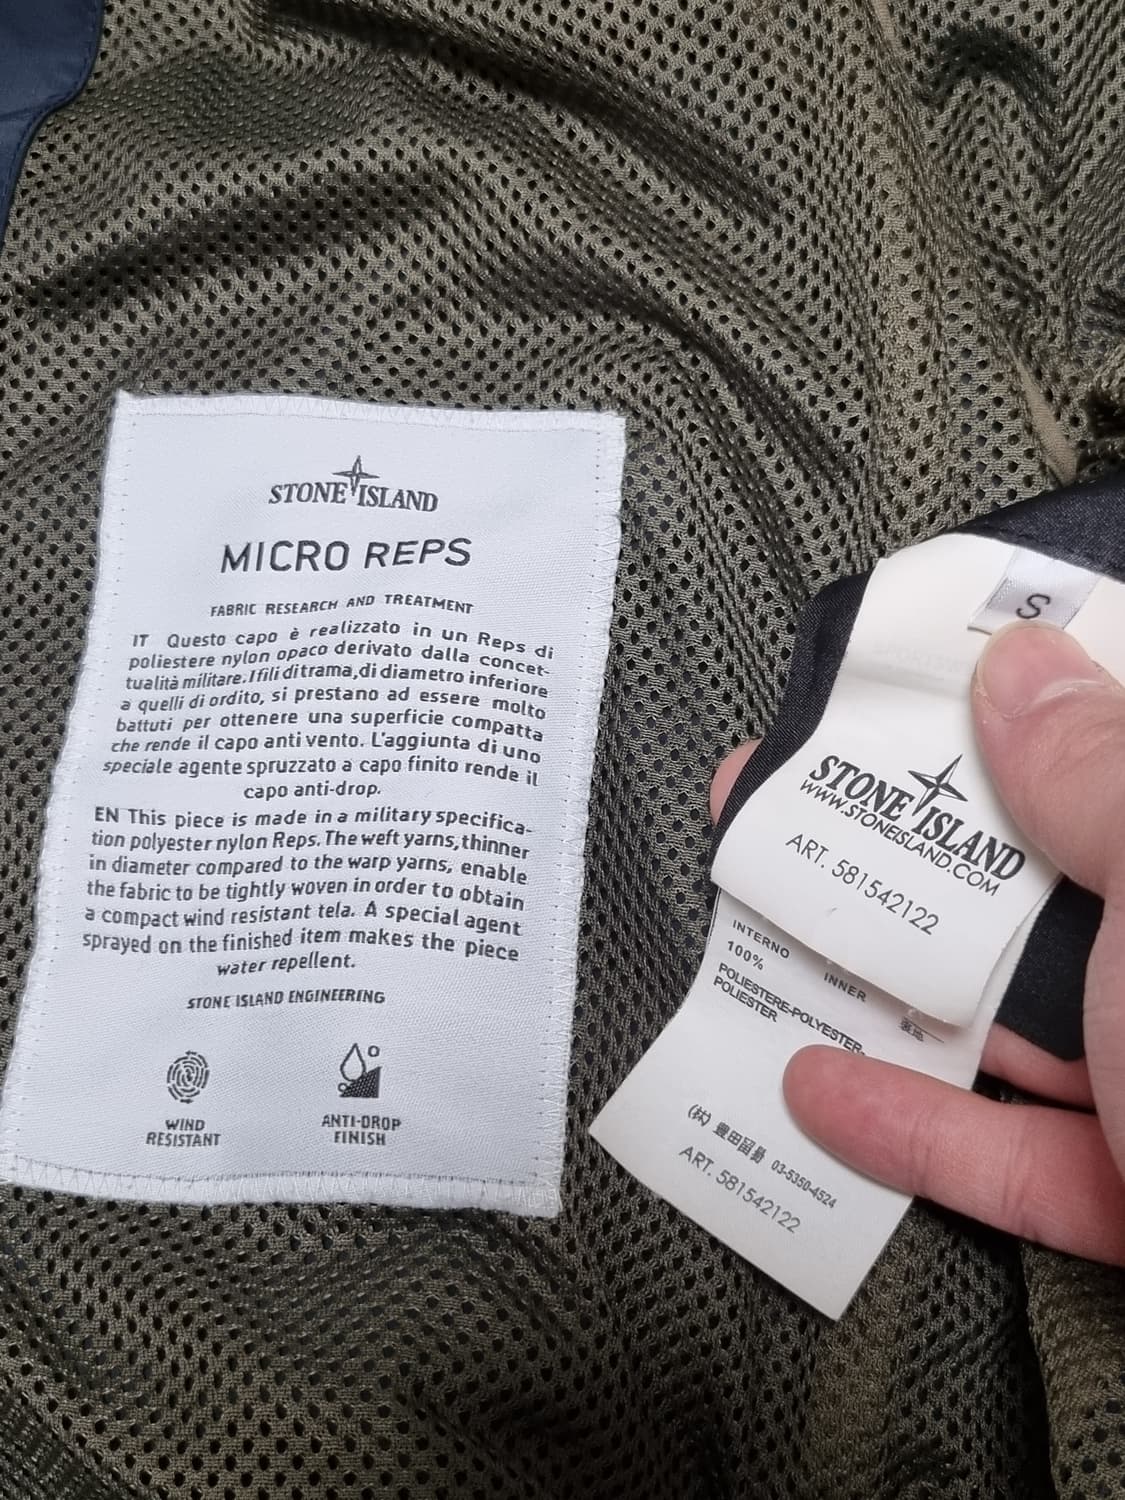 STONE ISLAND
MICRO REPS
FABRIC RESEARCH AND TREATMENT
IT Questo capo è realizzato in un Reps di
poliestere nylon opaco derivato dalla concet-
tualità militare. I fili di trama, di diametro inferiore
a quelli di ordito, si prestano ad essere molto
battuti per ottenere una superficie compatta
che rende il capo anti vento. L'aggiunta di uno
speciale agente spruzzato a capo finito rende il
capo anti-drop.
EN This piece is made in a military specifica-
tion polyester nylon Reps. The weft yarns, thinner
in diameter compared to the warp yarns, enable
the fabric to be tightly woven in order to obtain
a compact wind resistant tela. A special agent
sprayed on the finished item makes the piece
water repellent.
STONE ISLAND ENGINEERING
WIND
RESISTANT
ANTI-DROP
FINISH
S
STONE ISLAND
WWW.STONEISLAND.COM
ART. 581542122
INTERNO
INNER
100%
POLIESTERE-POLYESTER-
POLIESTER
(株) 豊田貿易 03-5350-4524
ART. 581542122